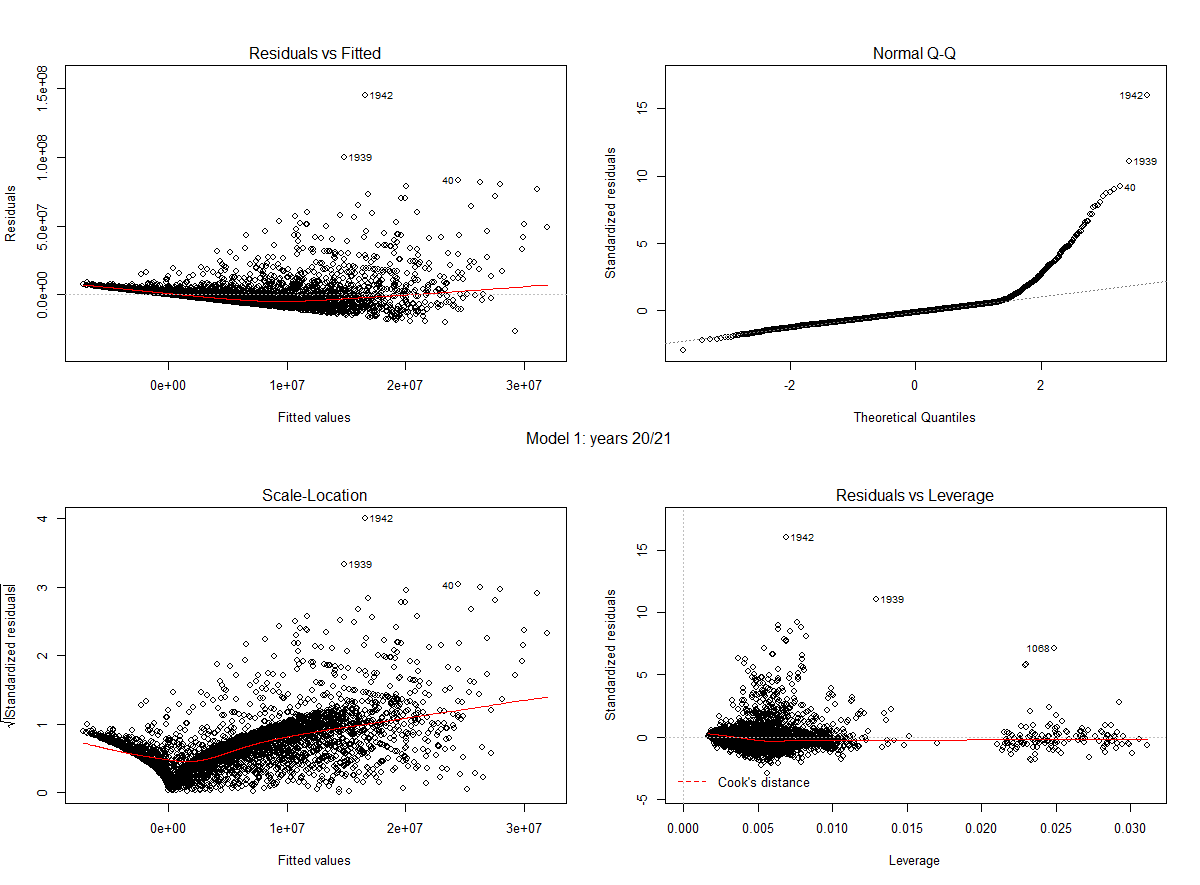 Residuals vs Fitted
Residuals
0.0e+00
5.0e+07
1.0e+08
1.5e+08
1942
1939
40
0e+00 1e+07 2e+07 3e+07
Fitted values
Normal Q-Q
Standardized residuals
0
5
10
15
1942
1939
40
-2 0 2
Theoretical Quantiles
Model 1: years 20/21
Scale-Location
√|Standardized residuals|
0
1
2
3
4
1942
1939
40
0e+00 1e+07 2e+07 3e+07
Fitted values
Residuals vs Leverage
Standardized residuals
-5
0
5
10
15
1942
1939
1068
Cook's distance
0.000 0.005 0.010 0.015 0.020 0.025 0.030
Leverage